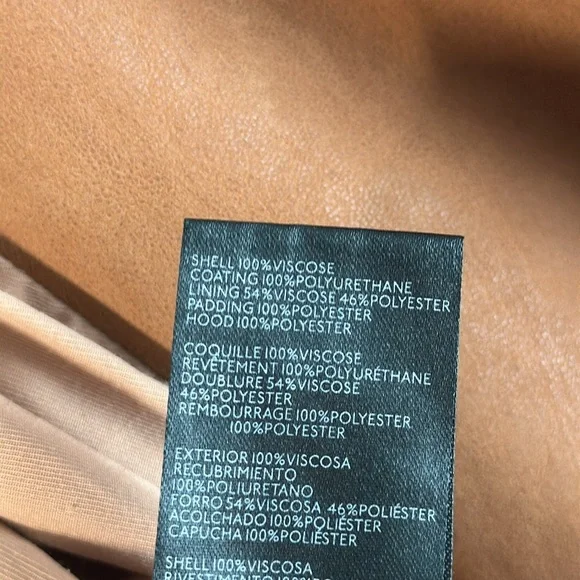 SHELL 100%VISCOSE
COATING 100%POLYURETHANE
LINING 54%VISCOSE 46%POLYESTER
PADDING 100%POLYESTER
HOOD 100%POLYESTER
COQUILLE 100%VISCOSE
REVÊTEMENT 100%POLYURÉTHANE
DOUBLURE 54%VISCOSE
46%POLYESTER
REMBOURRAGE 100%POLYESTER
100%POLYESTER
EXTERIOR 100%VISCOSA
RECUBRIMIENTO
100%POLIURETANO
FORRO 54%VISCOSA 46%POLIÉSTER
ACOLCHADO 100%POLIÉSTER
CAPUCHA 100%POLIÉSTER
SHELL 100%VISCOSA
RIVESTIMENTO